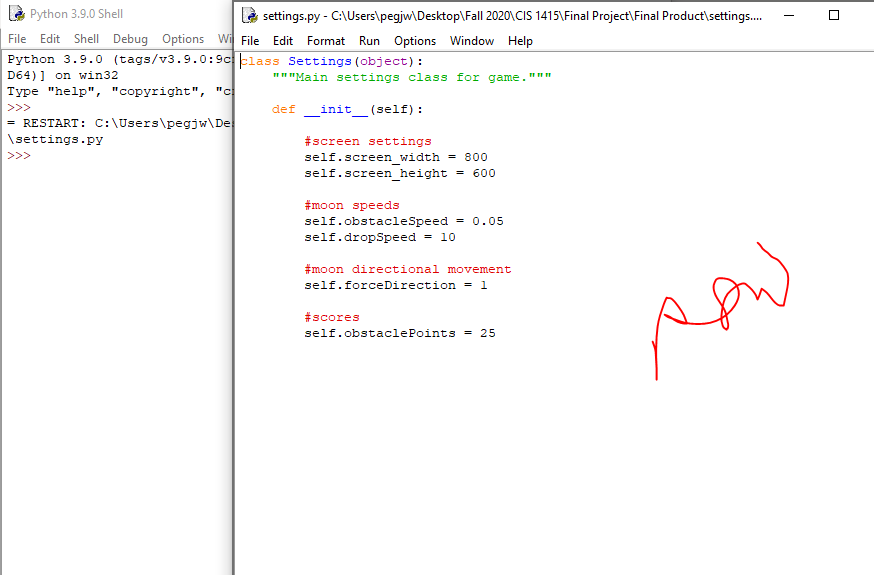 Python 3.9.0 Shell
File Edit Shell Debug Options
Python 3.9.0 (tags/v3.9.0:9c
D64)] on win32
Type "help", "copyright", "c
>>>
= RESTART: C:\Users\pegjw\De
\settings.py
>>>
settings.py - C:\Users\pegjw\Desktop\Fall 2020\CIS 1415\Final Project\Final Product\settings....
File Edit Format Run Options Window Help
class Settings(object):
    """Main settings class for game."""
    def __init__(self):
        #screen settings
        self.screen_width = 800
        self.screen_height = 600
        #moon speeds
        self.obstacleSpeed = 0.05
        self.dropSpeed = 10
        #moon directional movement
        self.forceDirection = 1
        #scores
        self.obstaclePoints = 25